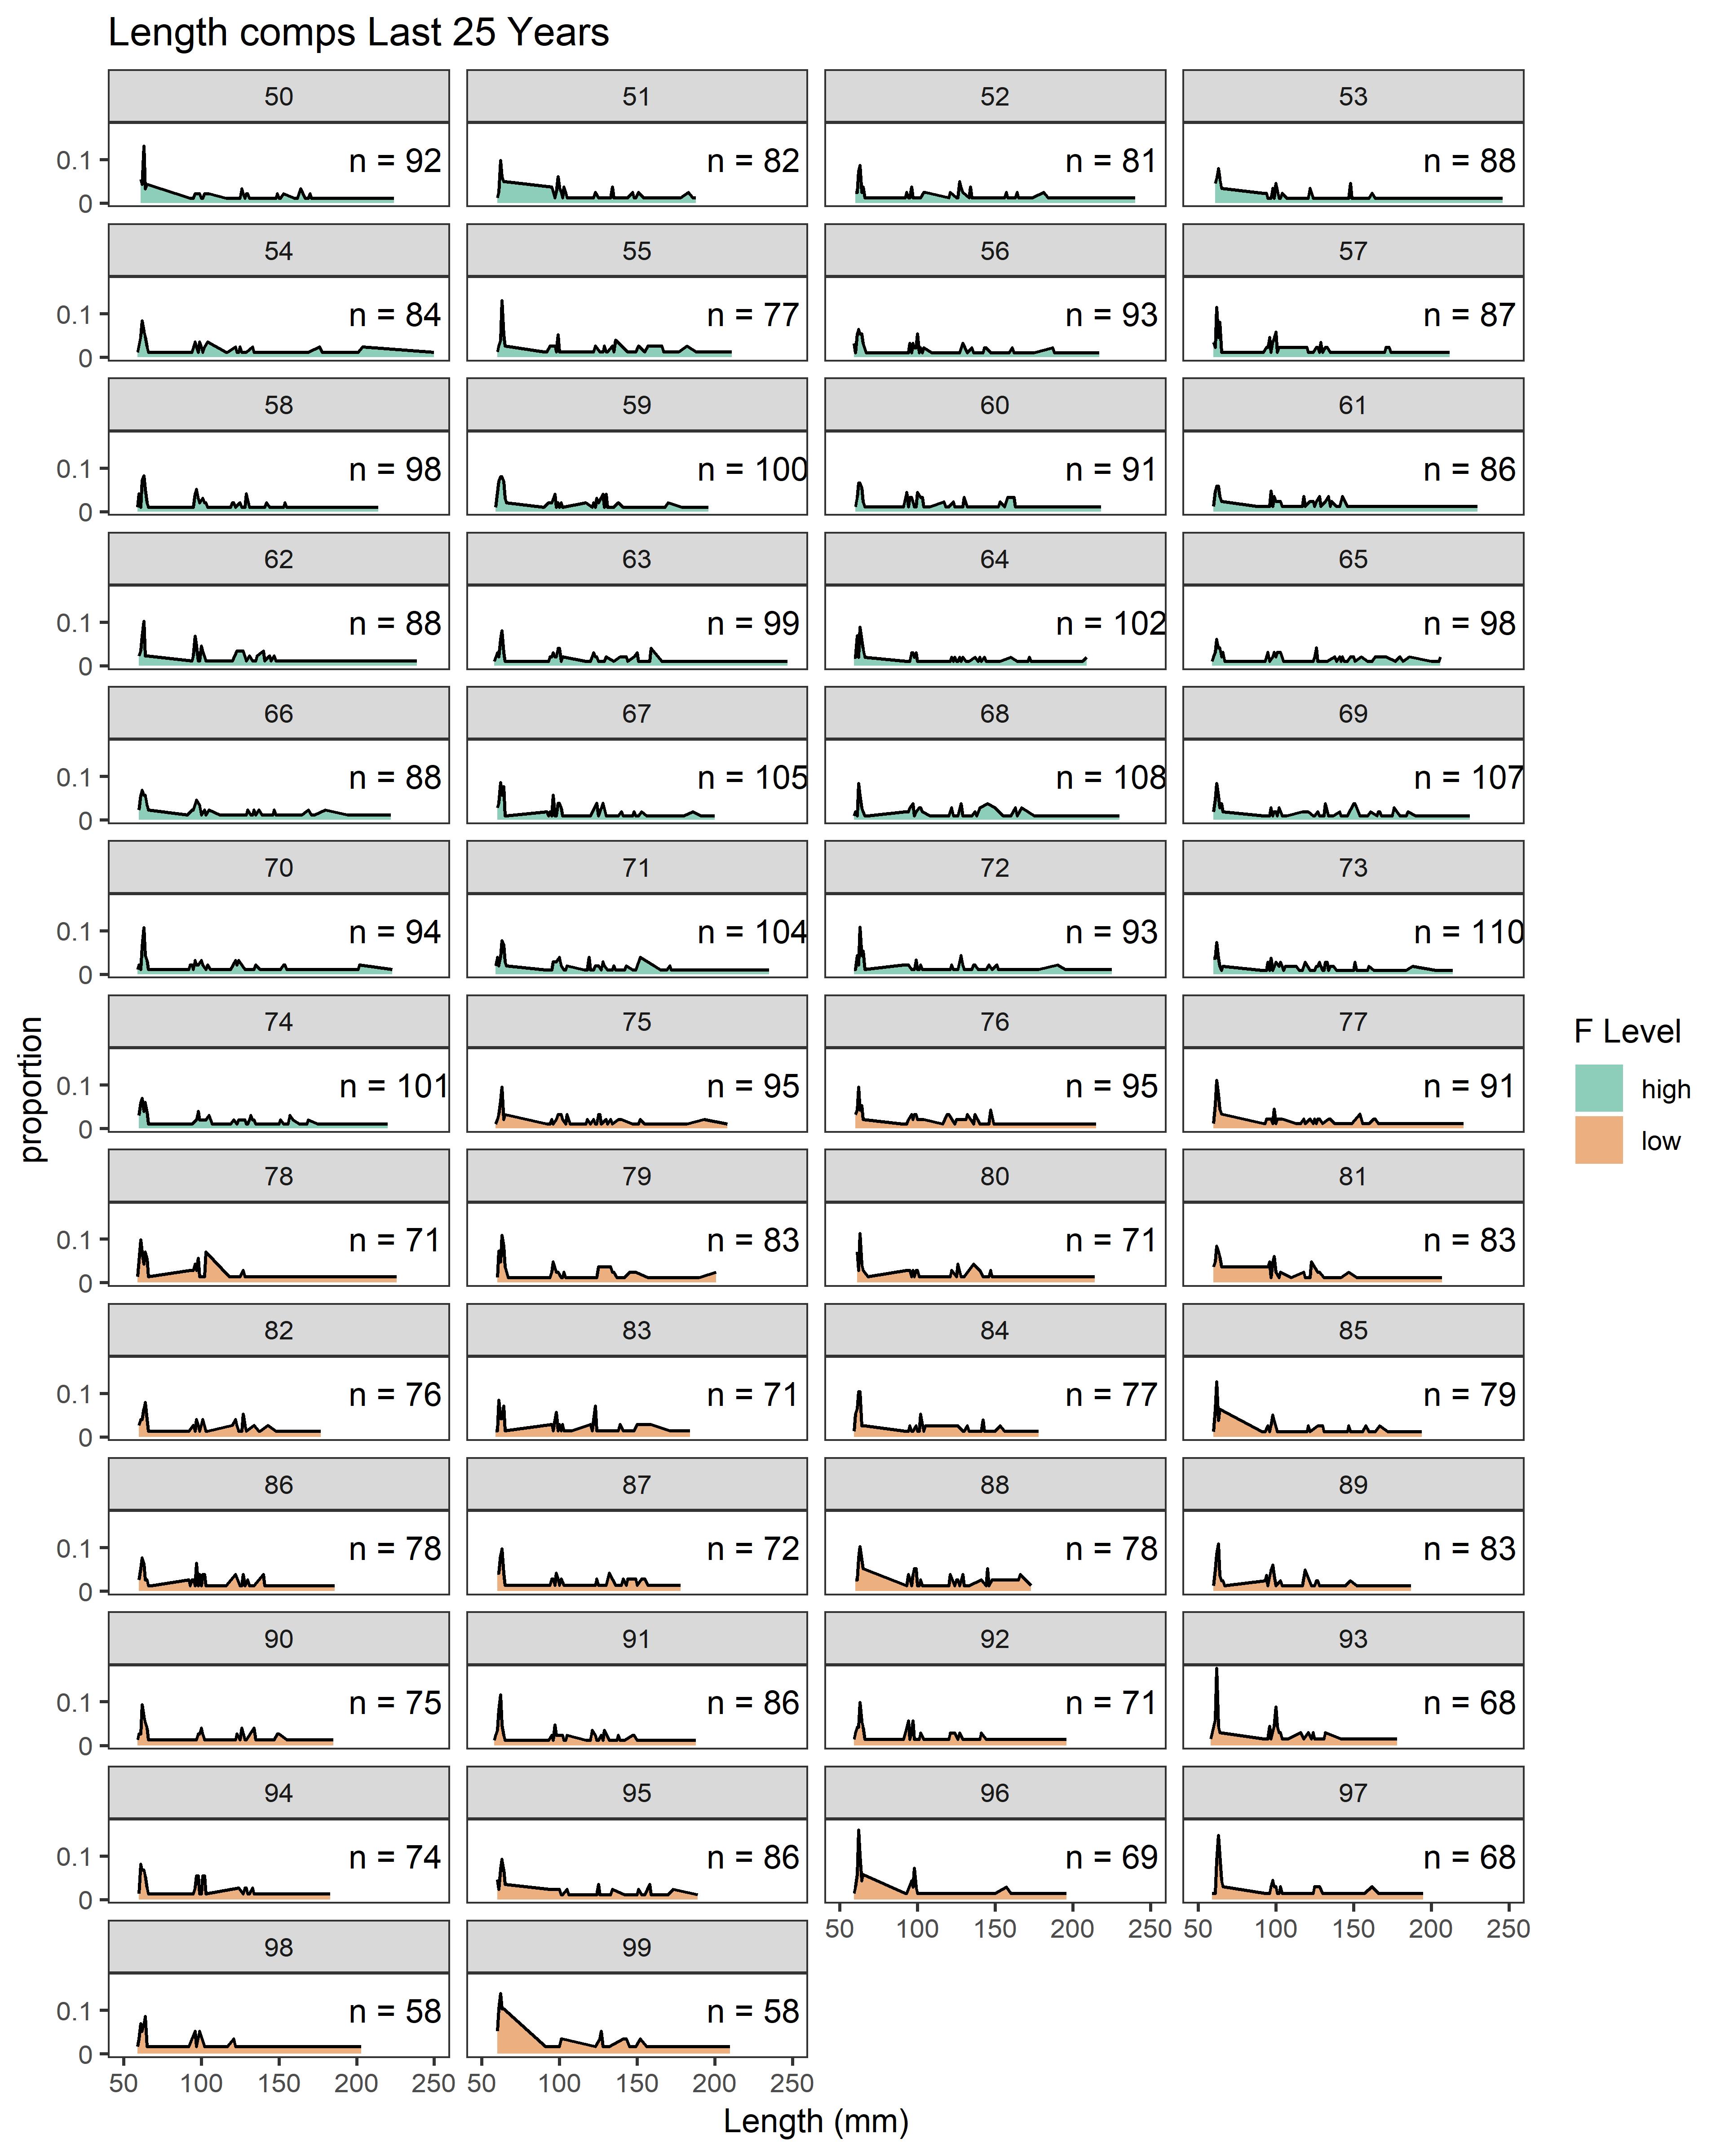 Length comps Last 25 Years
50 51 52 53
0.1 n = 92 n = 82 n = 81 n = 88
0
54 55 56 57
0.1 n = 84 n = 77 n = 93 n = 87
0
58 59 60 61
0.1 n = 98 n = 100 n = 91 n = 86
0
62 63 64 65
0.1 n = 88 n = 99 n = 102 n = 98
0
66 67 68 69
0.1 n = 88 n = 105 n = 108 n = 107
0
70 71 72 73
0.1 n = 94 n = 104 n = 93 n = 110
0
74 75 76 77
0.1 n = 101 n = 95 n = 95 n = 91
0
78 79 80 81
0.1 n = 71 n = 83 n = 71 n = 83
0
82 83 84 85
0.1 n = 76 n = 71 n = 77 n = 79
0
86 87 88 89
0.1 n = 78 n = 72 n = 78 n = 83
0
90 91 92 93
0.1 n = 75 n = 86 n = 71 n = 68
0
94 95 96 97
0.1 n = 74 n = 86 n = 69 n = 68
0
50 100 150 200 250 50 100 150 200 250
98 99
0.1 n = 58 n = 58
0
50 100 150 200 250 50 100 150 200 250
Length (mm)
proportion
F Level
high
low